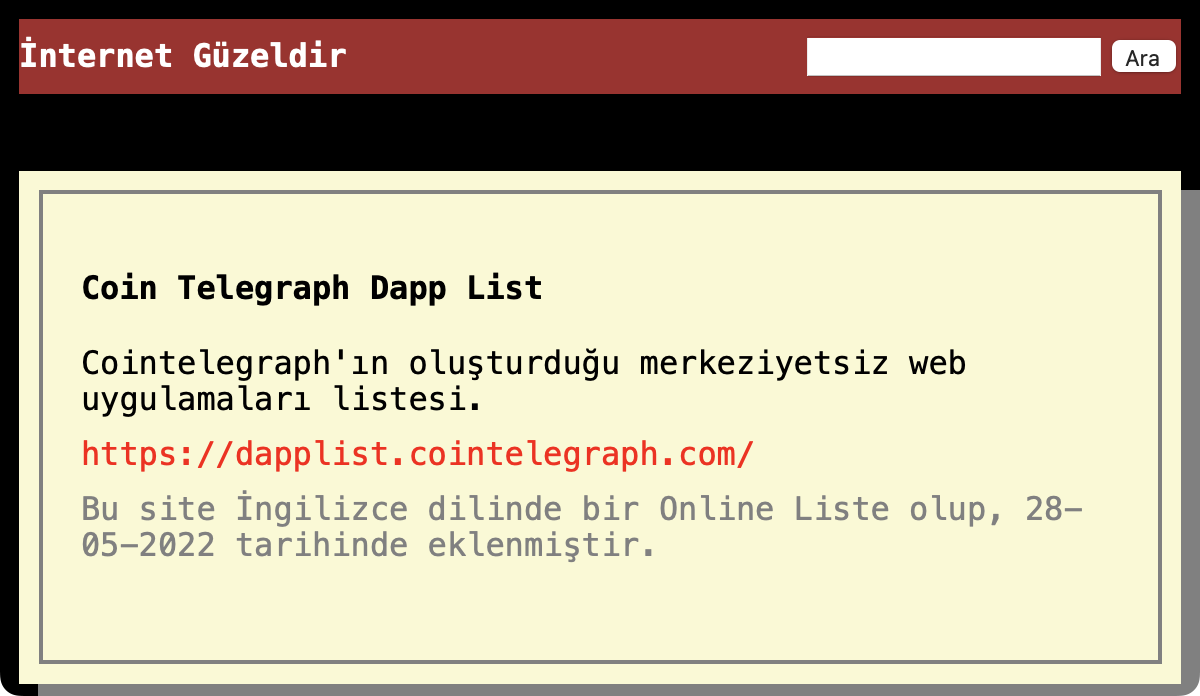 İnternet Güzeldir
Ara
Coin Telegraph Dapp List
Cointelegraph'ın oluşturduğu merkeziyetsiz web
uygulamaları listesi.
https://dapplist.cointelegraph.com/
Bu site İngilizce dilinde bir Online Liste olup, 28-
05-2022 tarihinde eklenmiştir.